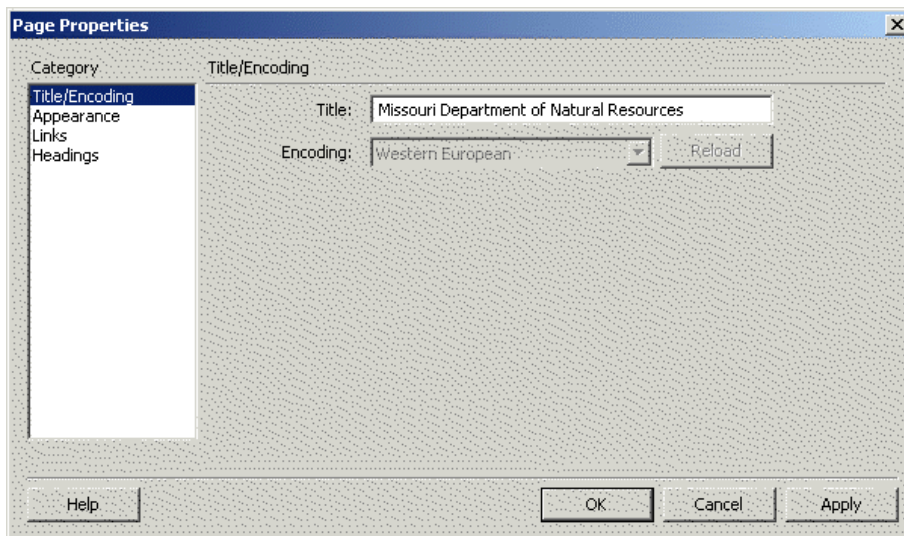 Page Properties
Category
Title/Encoding
Title/Encoding
Appearance
Links
Headings
Title: Missouri Department of Natural Resources
Encoding: Western European Reload
Help OK Cancel Apply